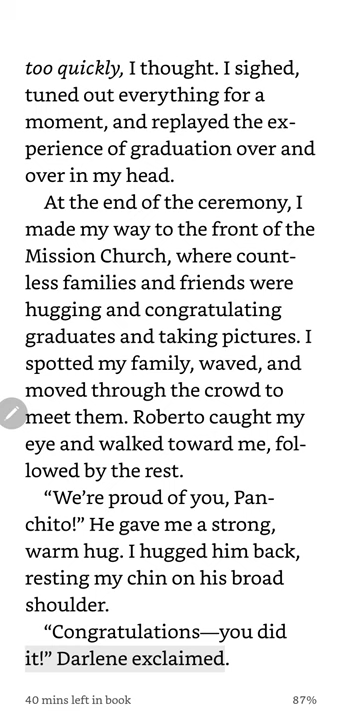 too quickly, I thought. I sighed,
tuned out everything for a
moment, and replayed the ex-
perience of graduation over and
over in my head.
At the end of the ceremony, I
made my way to the front of the
Mission Church, where count-
less families and friends were
hugging and congratulating
graduates and taking pictures. I
spotted my family, waved, and
moved through the crowd to
meet them. Roberto caught my
eye and walked toward me, fol-
lowed by the rest.
“We’re proud of you, Pan-
chito!” He gave me a strong,
warm hug. I hugged him back,
resting my chin on his broad
shoulder.
“Congratulations—you did
it!” Darlene exclaimed.
40 mins left in book 87%